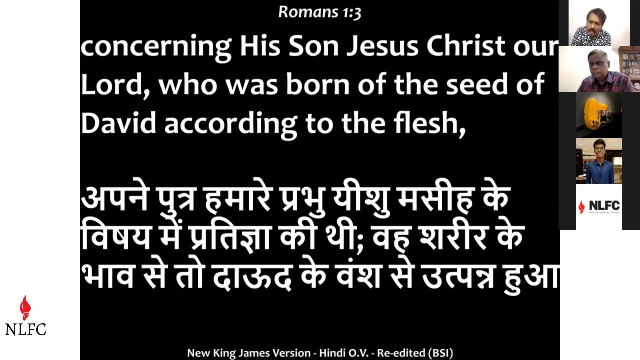 Romans 1:3
concerning His Son Jesus Christ our
Lord, who was born of the seed of
David according to the flesh,
अपने पुत्र हमारे प्रभु यीशु मसीह के
विषय में प्रतिज्ञा की थी; वह शरीर के
भाव से तो दाऊद के वंश से उत्पन्न हुआ
New King James Version - Hindi O.V. - Re-edited (BSI)
NLFC
NLFC